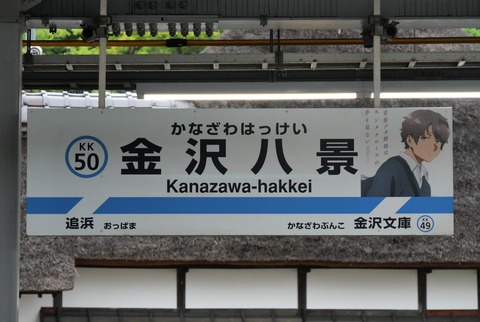 かなざわはっけい
KK
50
金沢八景
Kanazawa-hakkei
追浜 おっぱま
かなざわぶんこ 金沢文庫
KK
49